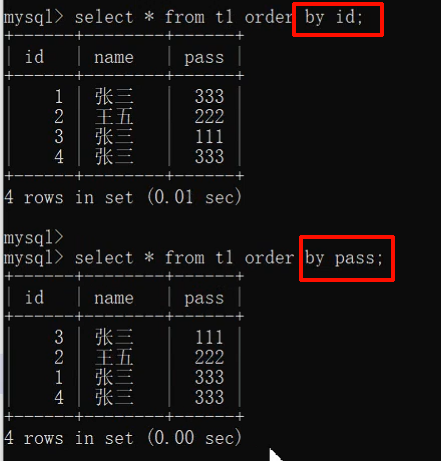 mysql> select * from t1 order by id;
+------+--------+------+
| id   | name   | pass |
+------+--------+------+
|    1 | 张三   |  333 |
|    2 | 王五   |  222 |
|    3 | 张三   |  111 |
|    4 | 张三   |  333 |
+------+--------+------+
4 rows in set (0.01 sec)
mysql>
mysql> select * from t1 order by pass;
+------+--------+------+
| id   | name   | pass |
+------+--------+------+
|    3 | 张三   |  111 |
|    2 | 王五   |  222 |
|    1 | 张三   |  333 |
|    4 | 张三   |  333 |
+------+--------+------+
4 rows in set (0.00 sec)